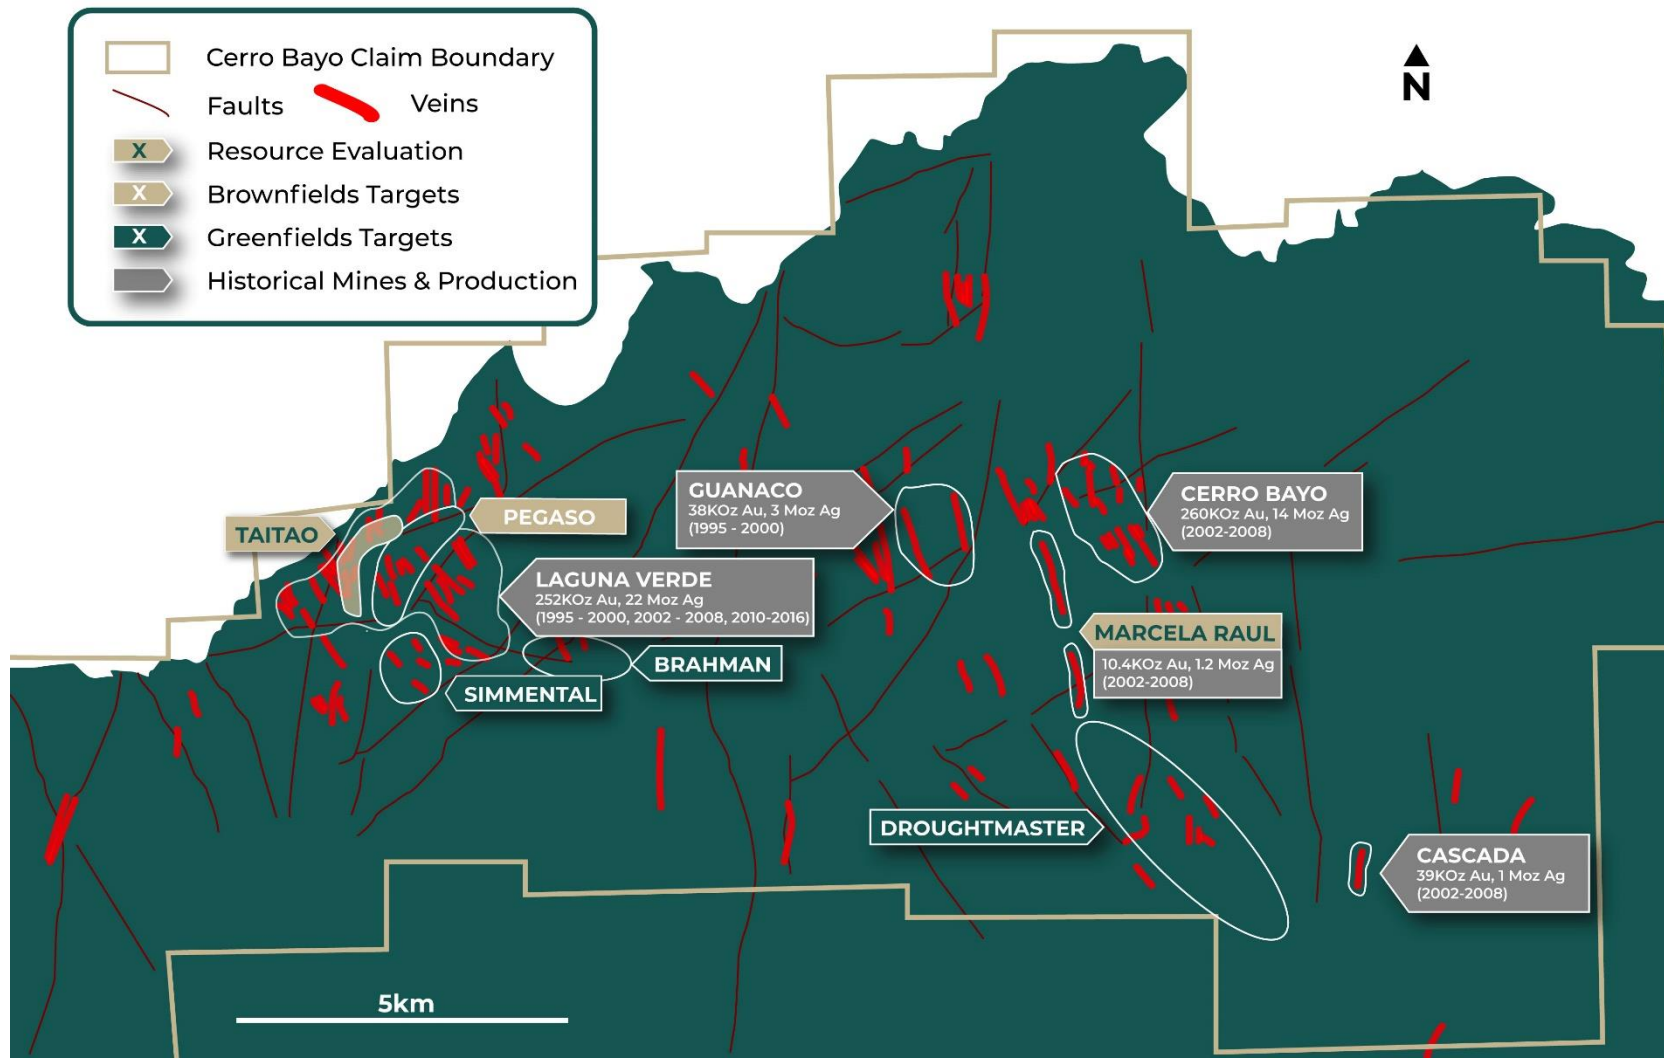 Cerro Bayo Claim Boundary
Faults
Veins
X
Resource Evaluation
X
Brownfields Targets
X
Greenfields Targets
Historical Mines & Production
N
GUANACO
38KOz Au, 3 Moz Ag
(1995 - 2000)
CERRO BAYO
260KOz Au, 14 Moz Ag
(2002-2008)
PEGASO
TAITAO
LAGUNA VERDE
252KOz Au, 22 Moz Ag
(1995 - 2000, 2002 - 2008, 2010-2016)
MARCELA RAUL
10.4KOz Au, 1.2 Moz Ag
(2002-2008)
BRAHMAN
SIMMENTAL
DROUGHTMASTER
CASCADA
39KOz Au, 1 Moz Ag
(2002-2008)
5km